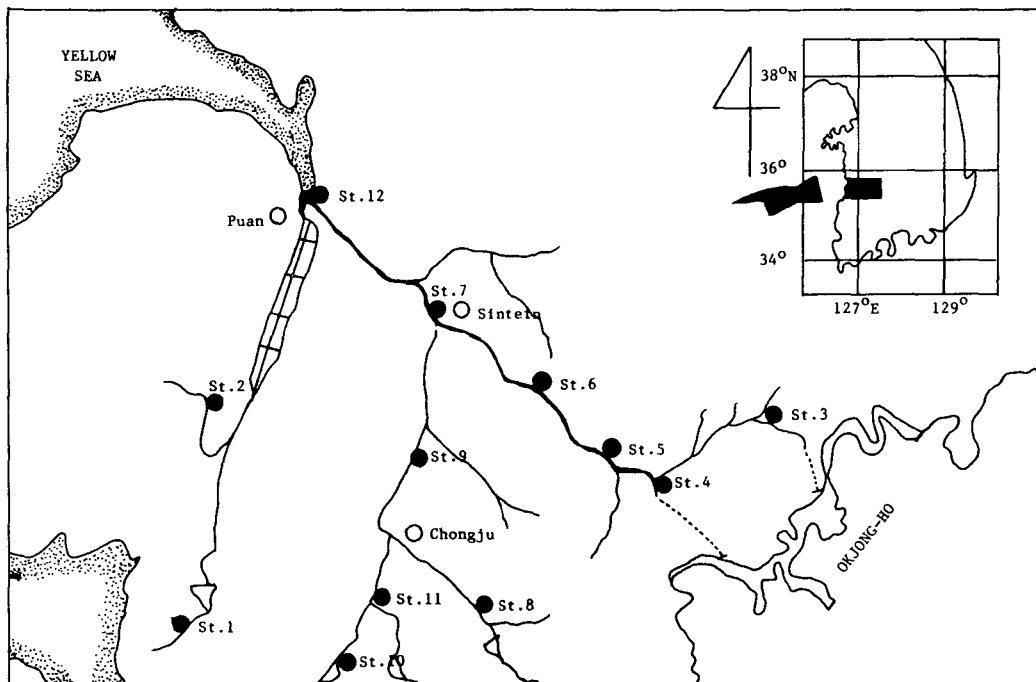 YELLOW
SEA
38°N
36°
34°
127°E
129°
St.12
Puan
St.7
Sintein
St.2
St.6
St.3
St.5
St.9
St.4
Chongju
OKJONG-HO
St.11
St.8
St.1
St.10